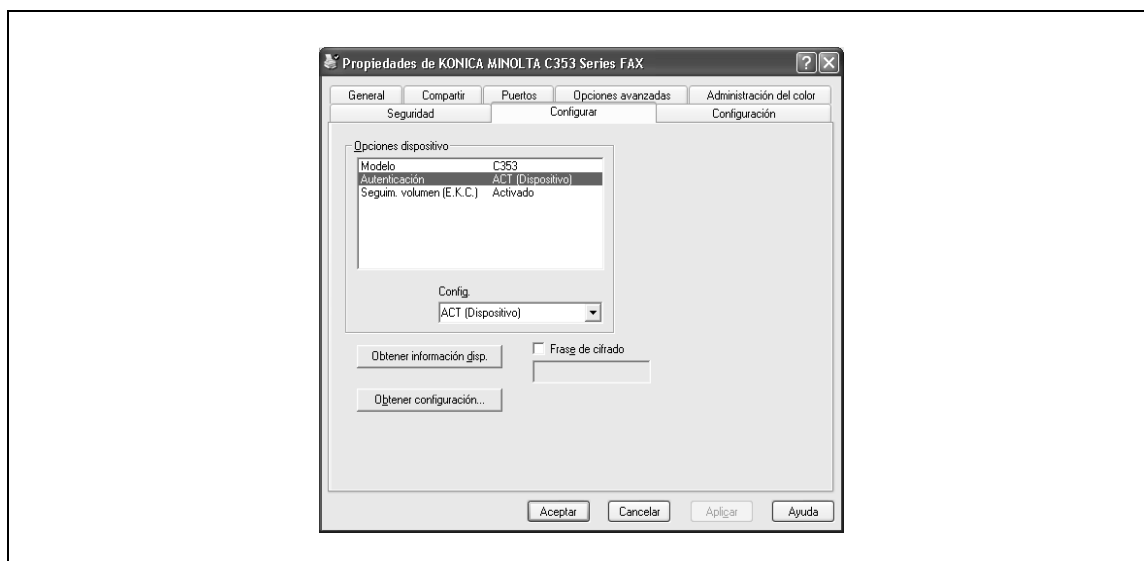 Propiedades de KONICA MINOLTA C353 Series FAX
General Compartir Puertos Opciones avanzadas Administración del color
Seguridad Configurar Configuración
Opciones dispositivo
Modelo C353
Autenticación ACT (Dispositivo)
Seguim. volumen (E.K.C.) Activado
Config.
ACT (Dispositivo)
Obtener información disp.
Frase de cifrado
Obtener configuración...
Aceptar Cancelar Aplicar Ayuda